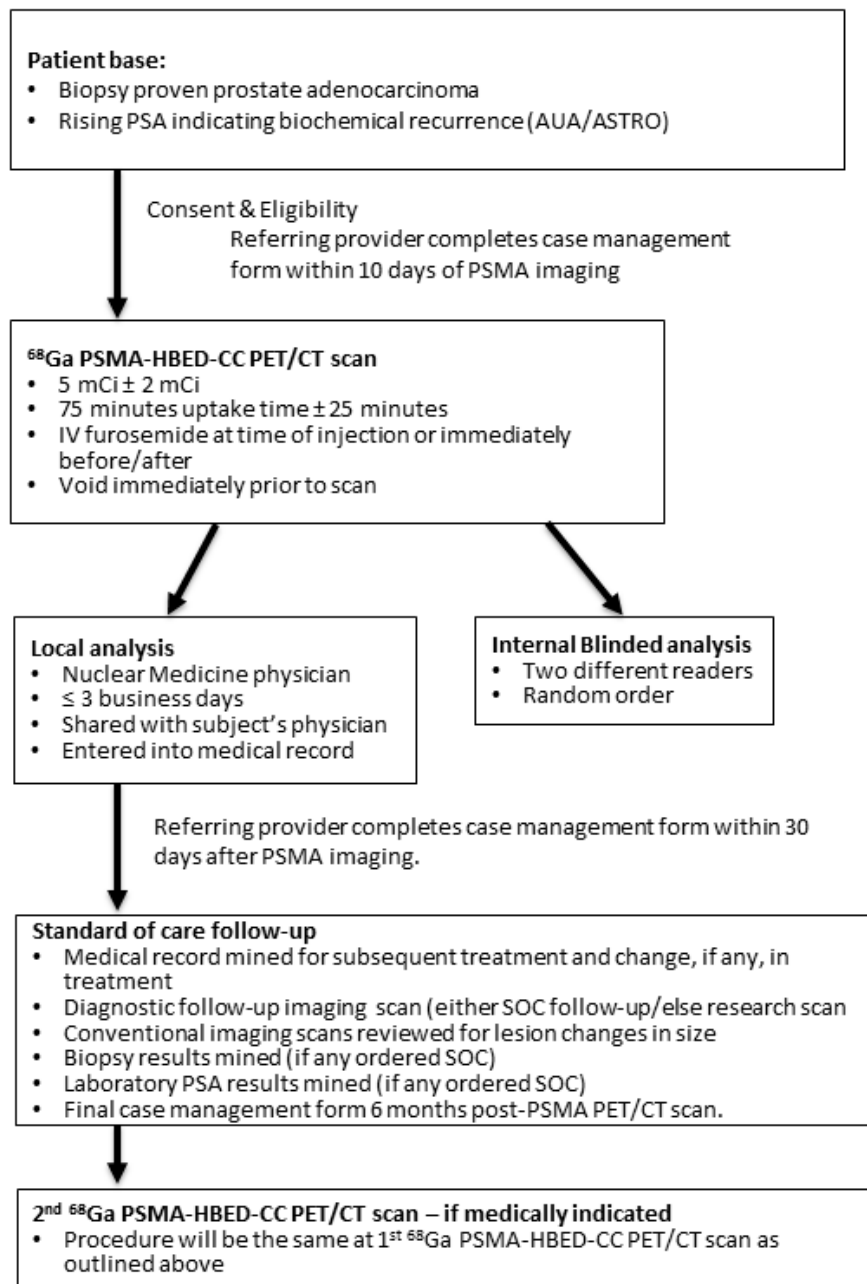 Patient base:
• Biopsy proven prostate adenocarcinoma
• Rising PSA indicating biochemical recurrence (AUA/ASTRO)
Consent & Eligibility
Referring provider completes case management
form within 10 days of PSMA imaging
⁶⁸Ga PSMA-HBED-CC PET/CT scan
• 5 mCi ± 2 mCi
• 75 minutes uptake time ± 25 minutes
• IV furosemide at time of injection or immediately
before/after
• Void immediately prior to scan
Local analysis
• Nuclear Medicine physician
• ≤ 3 business days
• Shared with subject's physician
• Entered into medical record
Internal Blinded analysis
• Two different readers
• Random order
Referring provider completes case management form within 30
days after PSMA imaging.
Standard of care follow-up
• Medical record mined for subsequent treatment and change, if any, in
treatment
• Diagnostic follow-up imaging scan (either SOC follow-up/else research scan
• Conventional imaging scans reviewed for lesion changes in size
• Biopsy results mined (if any ordered SOC)
• Laboratory PSA results mined (if any ordered SOC)
• Final case management form 6 months post-PSMA PET/CT scan.
2ⁿᵈ ⁶⁸Ga PSMA-HBED-CC PET/CT scan – if medically indicated
• Procedure will be the same at 1ˢᵗ ⁶⁸Ga PSMA-HBED-CC PET/CT scan as
outlined above